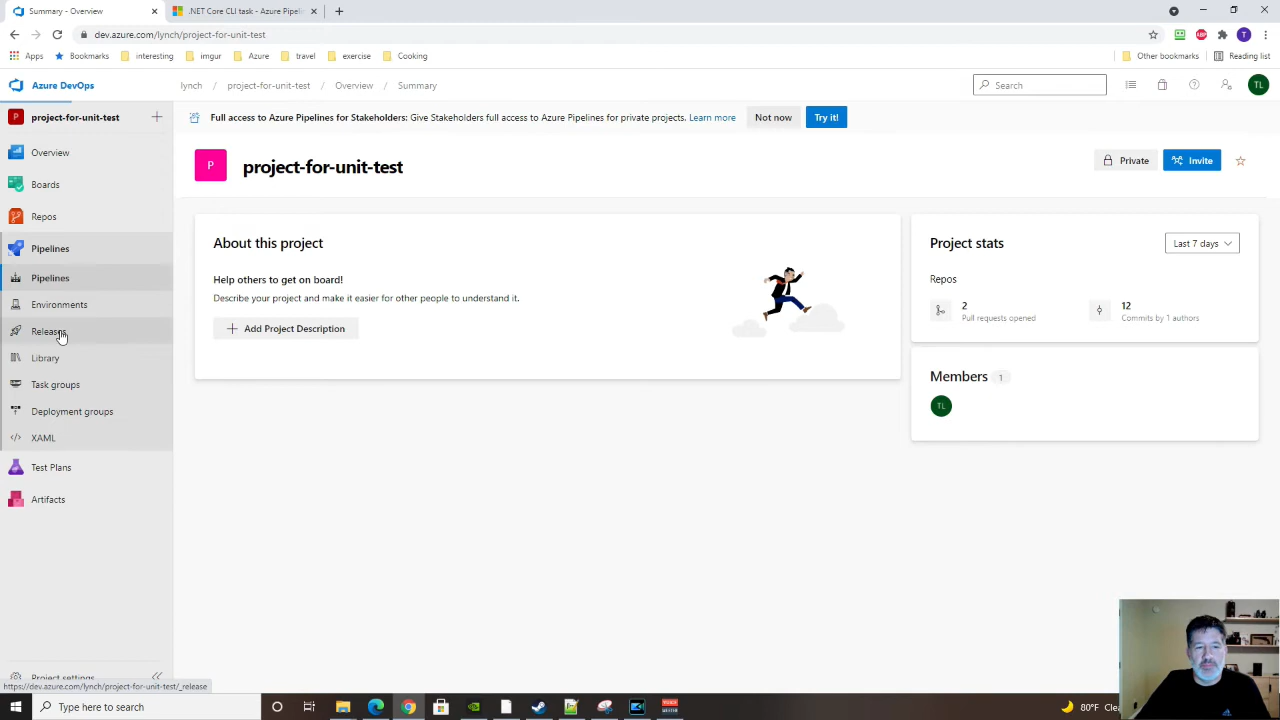 Summary - Overview
.NET Core CLI task - Azure Pipelin
dev.azure.com/lynch/project-for-unit-test
ABP
T
Apps
Bookmarks
interesting
imgur
Azure
travel
exercise
Cooking
Other bookmarks
Reading list
Azure DevOps
lynch / project-for-unit-test / Overview / Summary
Search
TL
P
project-for-unit-test
Full access to Azure Pipelines for Stakeholders: Give Stakeholders full access to Azure Pipelines for private projects. Learn more
Not now
Try it!
Overview
Boards
Repos
Pipelines
Pipelines
Environments
Releases
Library
Task groups
Deployment groups
XAML
Test Plans
Artifacts
Project settings
P
project-for-unit-test
Private
Invite
About this project
Help others to get on board!
Describe your project and make it easier for other people to understand it.
Add Project Description
Project stats
Last 7 days
Repos
2
Pull requests opened
12
Commits by 1 authors
Members 1
TL
https://dev.azure.com/lynch/project-for-unit-test/_release
Type here to search
80°F Clea